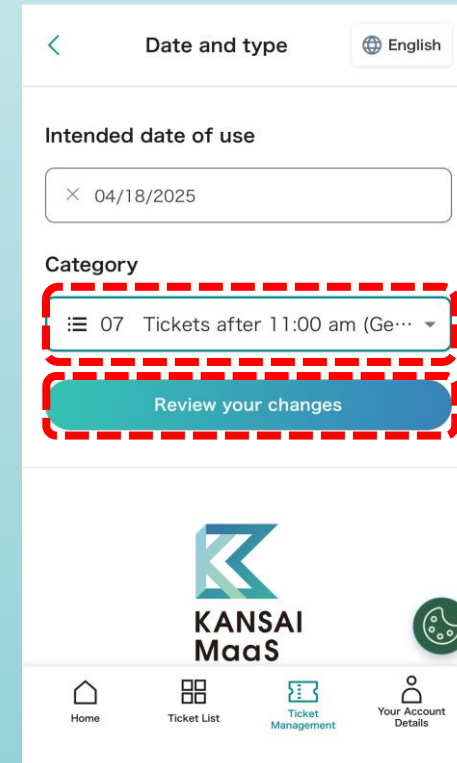 Date and type
English
Intended date of use
04/18/2025
Category
07 Tickets after 11:00 am (Ge…
Review your changes
KANSAI
MaaS
Home
Ticket List
Ticket
Management
Your Account
Details